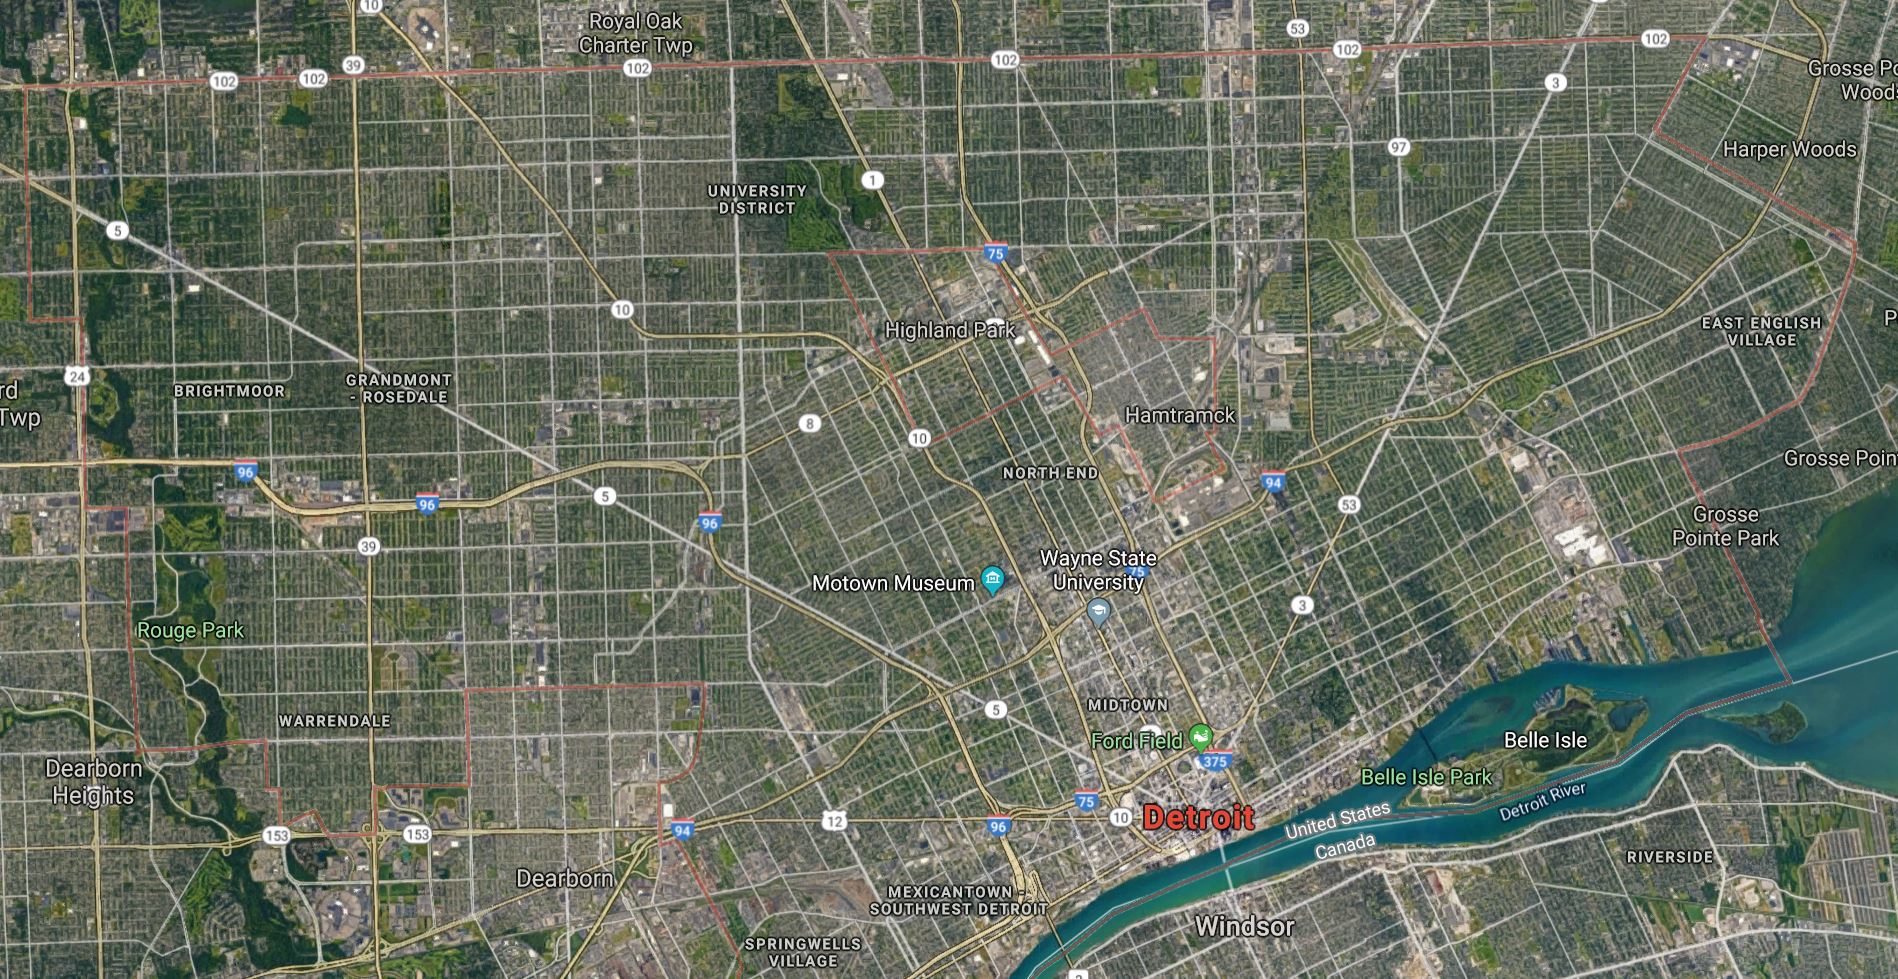 10
Royal Oak
Charter Twp
53
39
102
102
102
102
102
102
3
Grosse Po
Woods
97
Harper Woods
1
UNIVERSITY
DISTRICT
5
75
10
Highland Park
EAST ENGLISH
VILLAGE
P
24
rd
Twp
BRIGHTMOOR
GRANDMONT
- ROSEDALE
8
Hamtramck
10
NORTH END
96
96
5
96
94
53
Grosse Poin
Grosse
Pointe Park
39
Motown Museum
Wayne State
University
75
3
Rouge Park
WARRENDALE
5
MIDTOWN
Ford Field
375
Belle Isle
Belle Isle Park
Dearborn
Heights
Detroit River
United States
Canada
153
153
94
12
96
75
10
Detroit
RIVERSIDE
Dearborn
MEXICANTOWN -
SOUTHWEST DETROIT
Windsor
SPRINGWELLS
VILLAGE